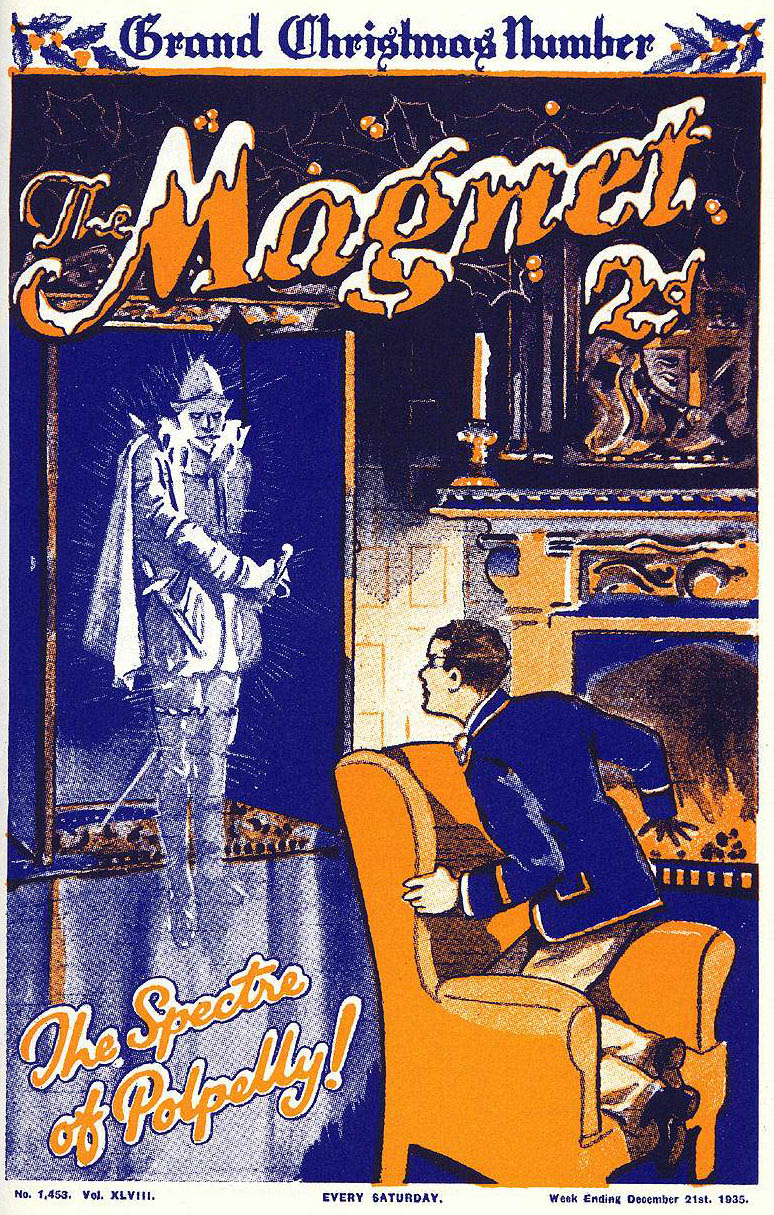 Grand Christmas Number
The Magnet
2d
The Spectre
of Polpelly!
No. 1,453. Vol. XLVIII.
EVERY SATURDAY.
Week Ending December 21st. 1935.